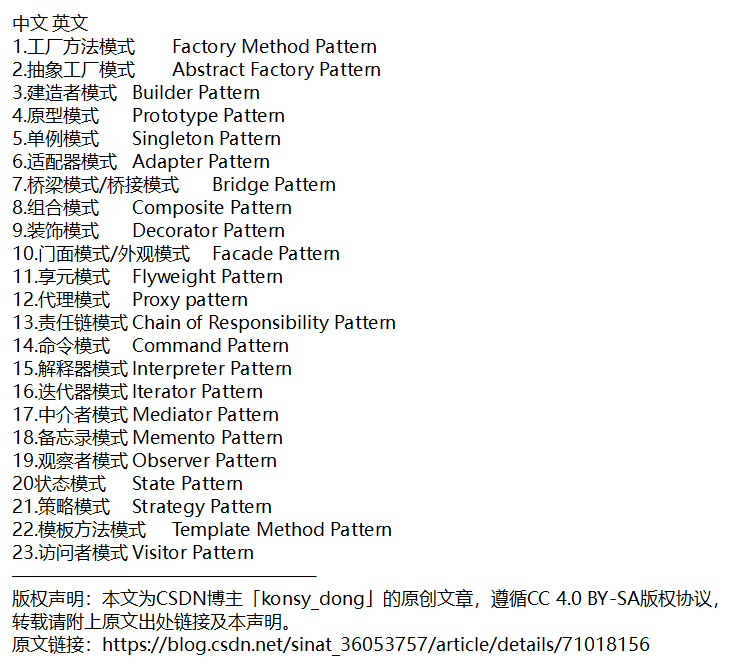 中文 英文
1.工厂方法模式 Factory Method Pattern
2.抽象工厂模式 Abstract Factory Pattern
3.建造者模式 Builder Pattern
4.原型模式 Prototype Pattern
5.单例模式 Singleton Pattern
6.适配器模式 Adapter Pattern
7.桥梁模式/桥接模式 Bridge Pattern
8.组合模式 Composite Pattern
9.装饰模式 Decorator Pattern
10.门面模式/外观模式 Facade Pattern
11.享元模式 Flyweight Pattern
12.代理模式 Proxy pattern
13.责任链模式 Chain of Responsibility Pattern
14.命令模式 Command Pattern
15.解释器模式 Interpreter Pattern
16.迭代器模式 Iterator Pattern
17.中介者模式 Mediator Pattern
18.备忘录模式 Memento Pattern
19.观察者模式 Observer Pattern
20状态模式 State Pattern
21.策略模式 Strategy Pattern
22.模板方法模式 Template Method Pattern
23.访问者模式 Visitor Pattern
————————————————
版权声明：本文为CSDN博主「konsy_dong」的原创文章，遵循CC 4.0 BY-SA版权协议，
转载请附上原文出处链接及本声明。
原文链接：https://blog.csdn.net/sinat_36053757/article/details/71018156